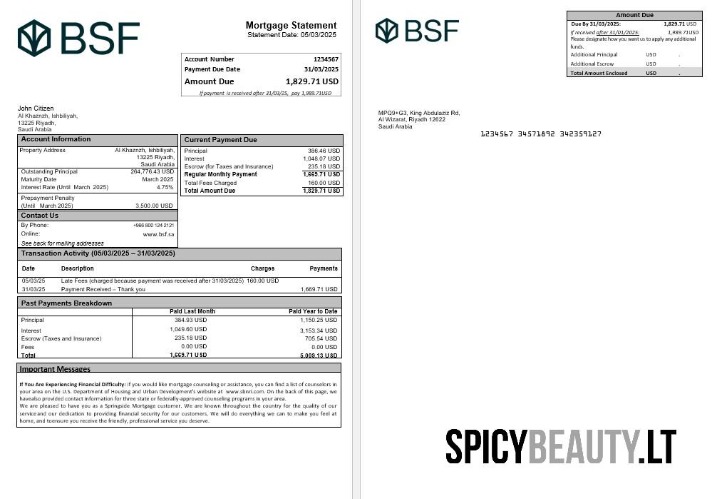 BSF
Mortgage Statement
Statement Date: 05/03/2025
Account Number 1234567
Payment Due Date 31/03/2025
Amount Due 1,829.71 USD
If payment is received after 31/03/25, pay 1,989.71USD
John Citizen
Al Khaznzh, Ishbiliyah,
13225 Riyadh,
Saudi Arabia
Account Information
Property Address Al Khaznzh, Ishbiliyah,
13225 Riyadh,
Saudi Arabia
Outstanding Principal 264,776.43 USD
Maturity Date March 2025
Interest Rate (Until March 2025) 4.75%
Prepayment Penalty
(Until March 2025) 3,500.00 USD
Contact Us
By Phone:
Online: www.bsf.sa
See back for mailing addresses
Current Payment Due
Principal 386.46 USD
Interest 1,048.07 USD
Escrow (for Taxes and Insurance) 235.18 USD
Regular Monthly Payment 1,669.71 USD
Total Fees Charged 160.00 USD
Total Amount Due 1,829.71 USD
Transaction Activity (05/03/2025 – 31/03/2025)
Date Description Charges Payments
05/03/25 Late Fees (charged because payment was received after 31/03/2025) 160.00 USD
31/03/25 Payment Received – Thank you 1,669.71 USD
Past Payments Breakdown
Paid Last Month Paid Year to Date
Principal 384.93 USD 1,150.25 USD
Interest 1,049.60 USD 3,153.34 USD
Escrow (Taxes and Insurance) 235.18 USD 705.54 USD
Fees 0.00 USD 0.00 USD
Total 1,669.71 USD 5,009.13 USD
Important Messages
If You Are Experiencing Financial Difficulty: if you would like mortgage counseling or assistance, you can find a list of counselors in
your area on the U.S. Department of Housing and Urban Development's website at On the back of this page, we
havealso provided contact information for three state or federally-approved counseling programs in your area.
We are pleased to have you as a Springside Mortgage customer. We are known throughout the country for the quality of our
service and our dedication to providing financial security for our customers. We will do everything we can to make you feel at
home, and to ensure you receive the friendly, professional service you deserve.
BSF
Amount Due
Due By 31/03/2025: 1,829.71 USD
If received after 31/01/2025: 1,989.71USD
Please designate how you want us to apply any additional
funds.
Additional Principal USD .
Additional Escrow USD .
Total Amount Enclosed USD .
MPG9+G3, King Abdulaziz Rd,
Al Wizarat, Riyadh 12622
Saudi Arabia
1234567 34571892 342359127
SPICYBEAUTY.LT